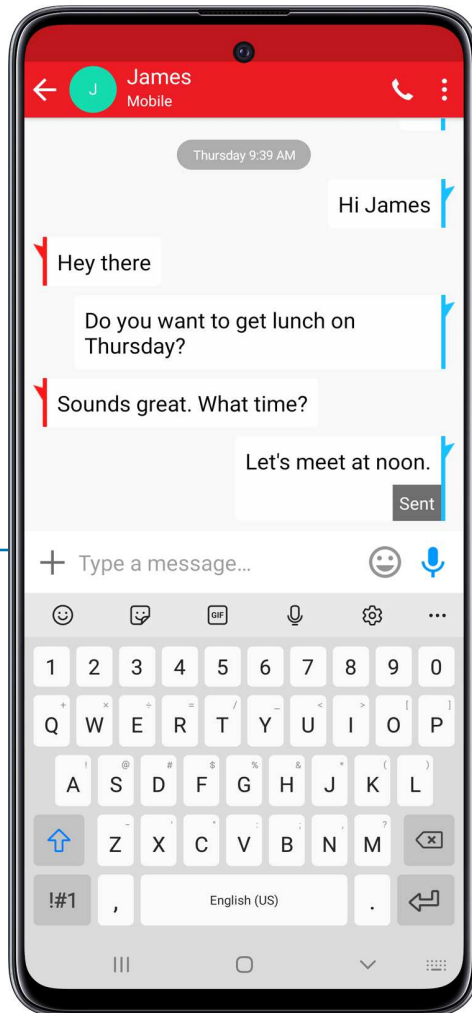 J
James
Mobile
Thursday 9:39 AM
Hi James
Hey there
Do you want to get lunch on
Thursday?
Sounds great. What time?
Let's meet at noon.
Sent
Type a message...
GIF
1 2 3 4 5 6 7 8 9 0
+ × ÷ = / _ < > [ ]
Q W E R T Y U I O P
! @ # $ % & * ( )
A S D F G H J K L
- ' " : ; , ?
Z X C V B N M
!#1 , English (US) .